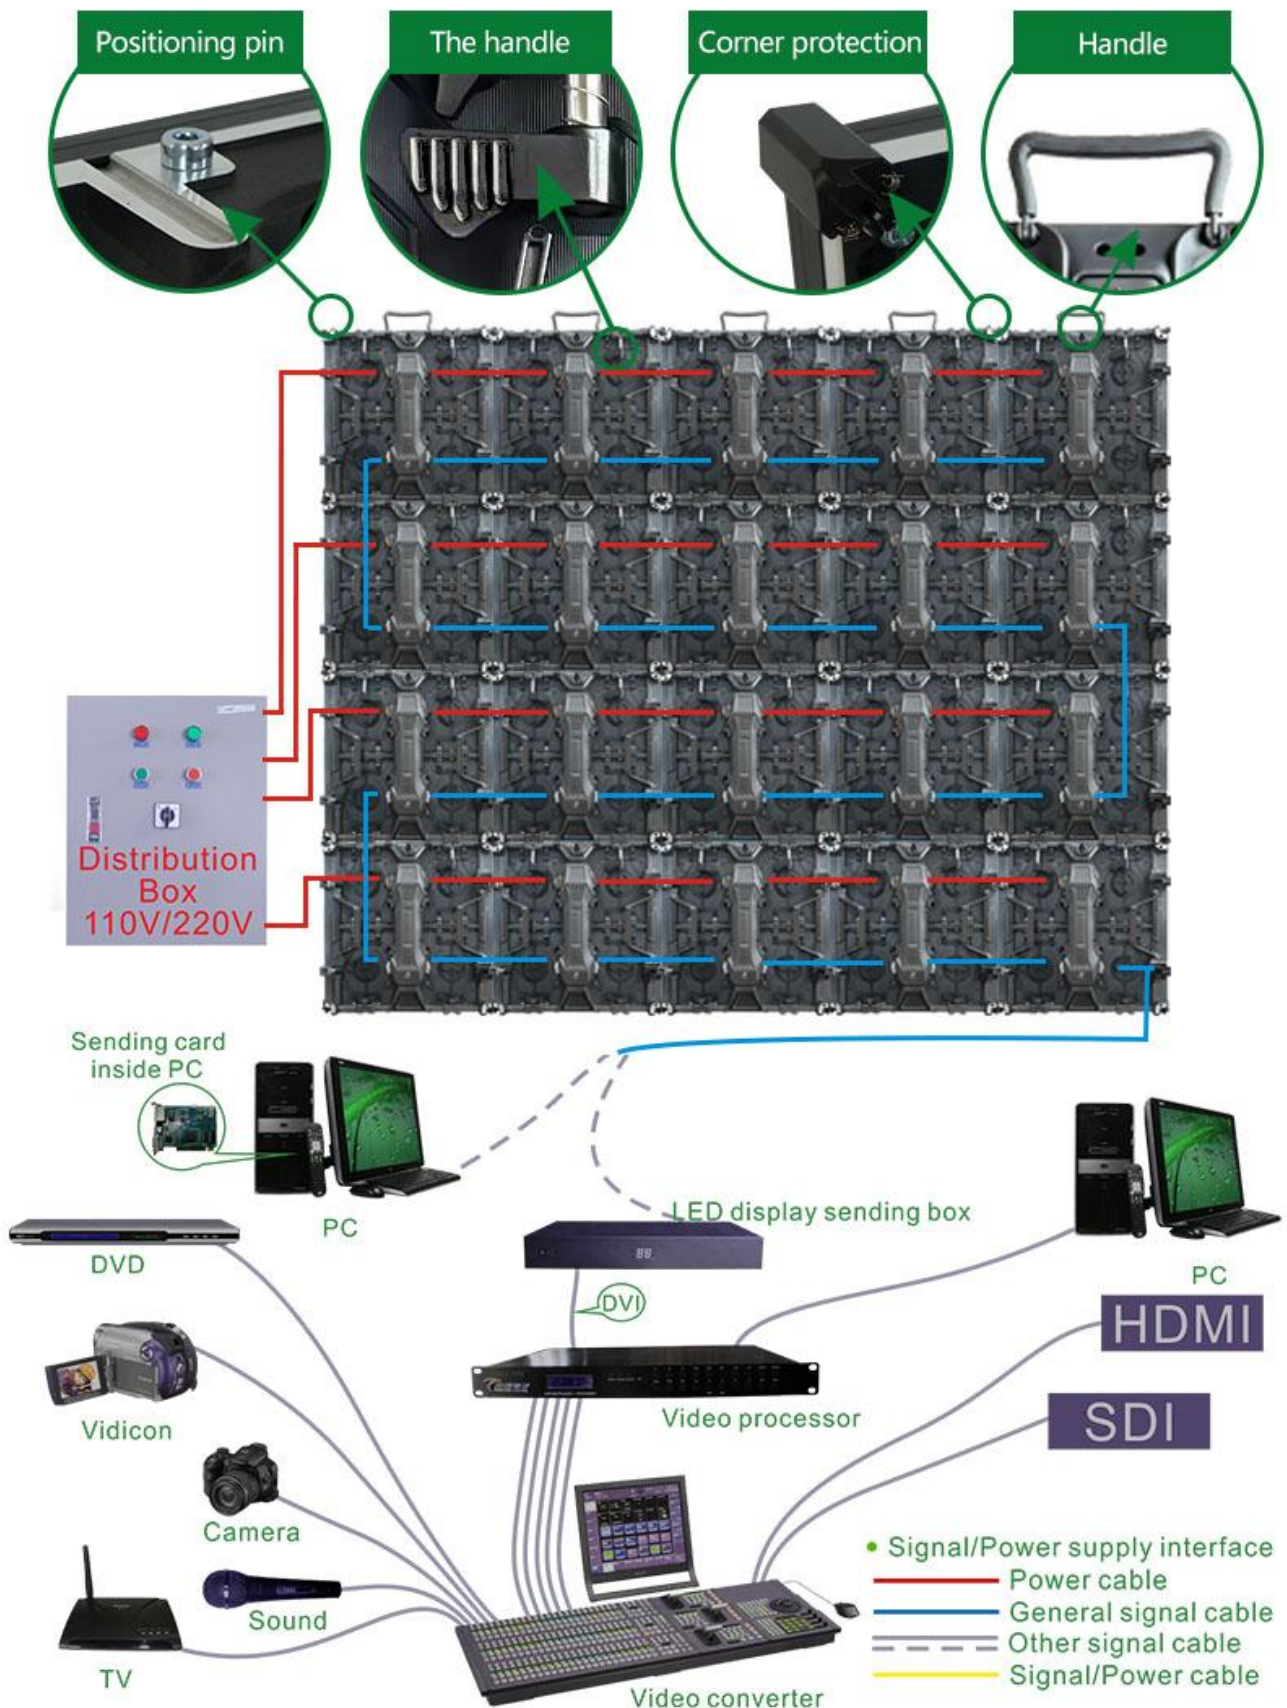 Positioning pin
The handle
Corner protection
Handle
Distribution
Box
110V/220V
Sending card
inside PC
PC
LED display sending box
DVD
DVI
PC
HDMI
Vidicon
Video processor
SDI
Camera
Sound
TV
Video converter
Signal/Power supply interface
Power cable
General signal cable
Other signal cable
Signal/Power cable